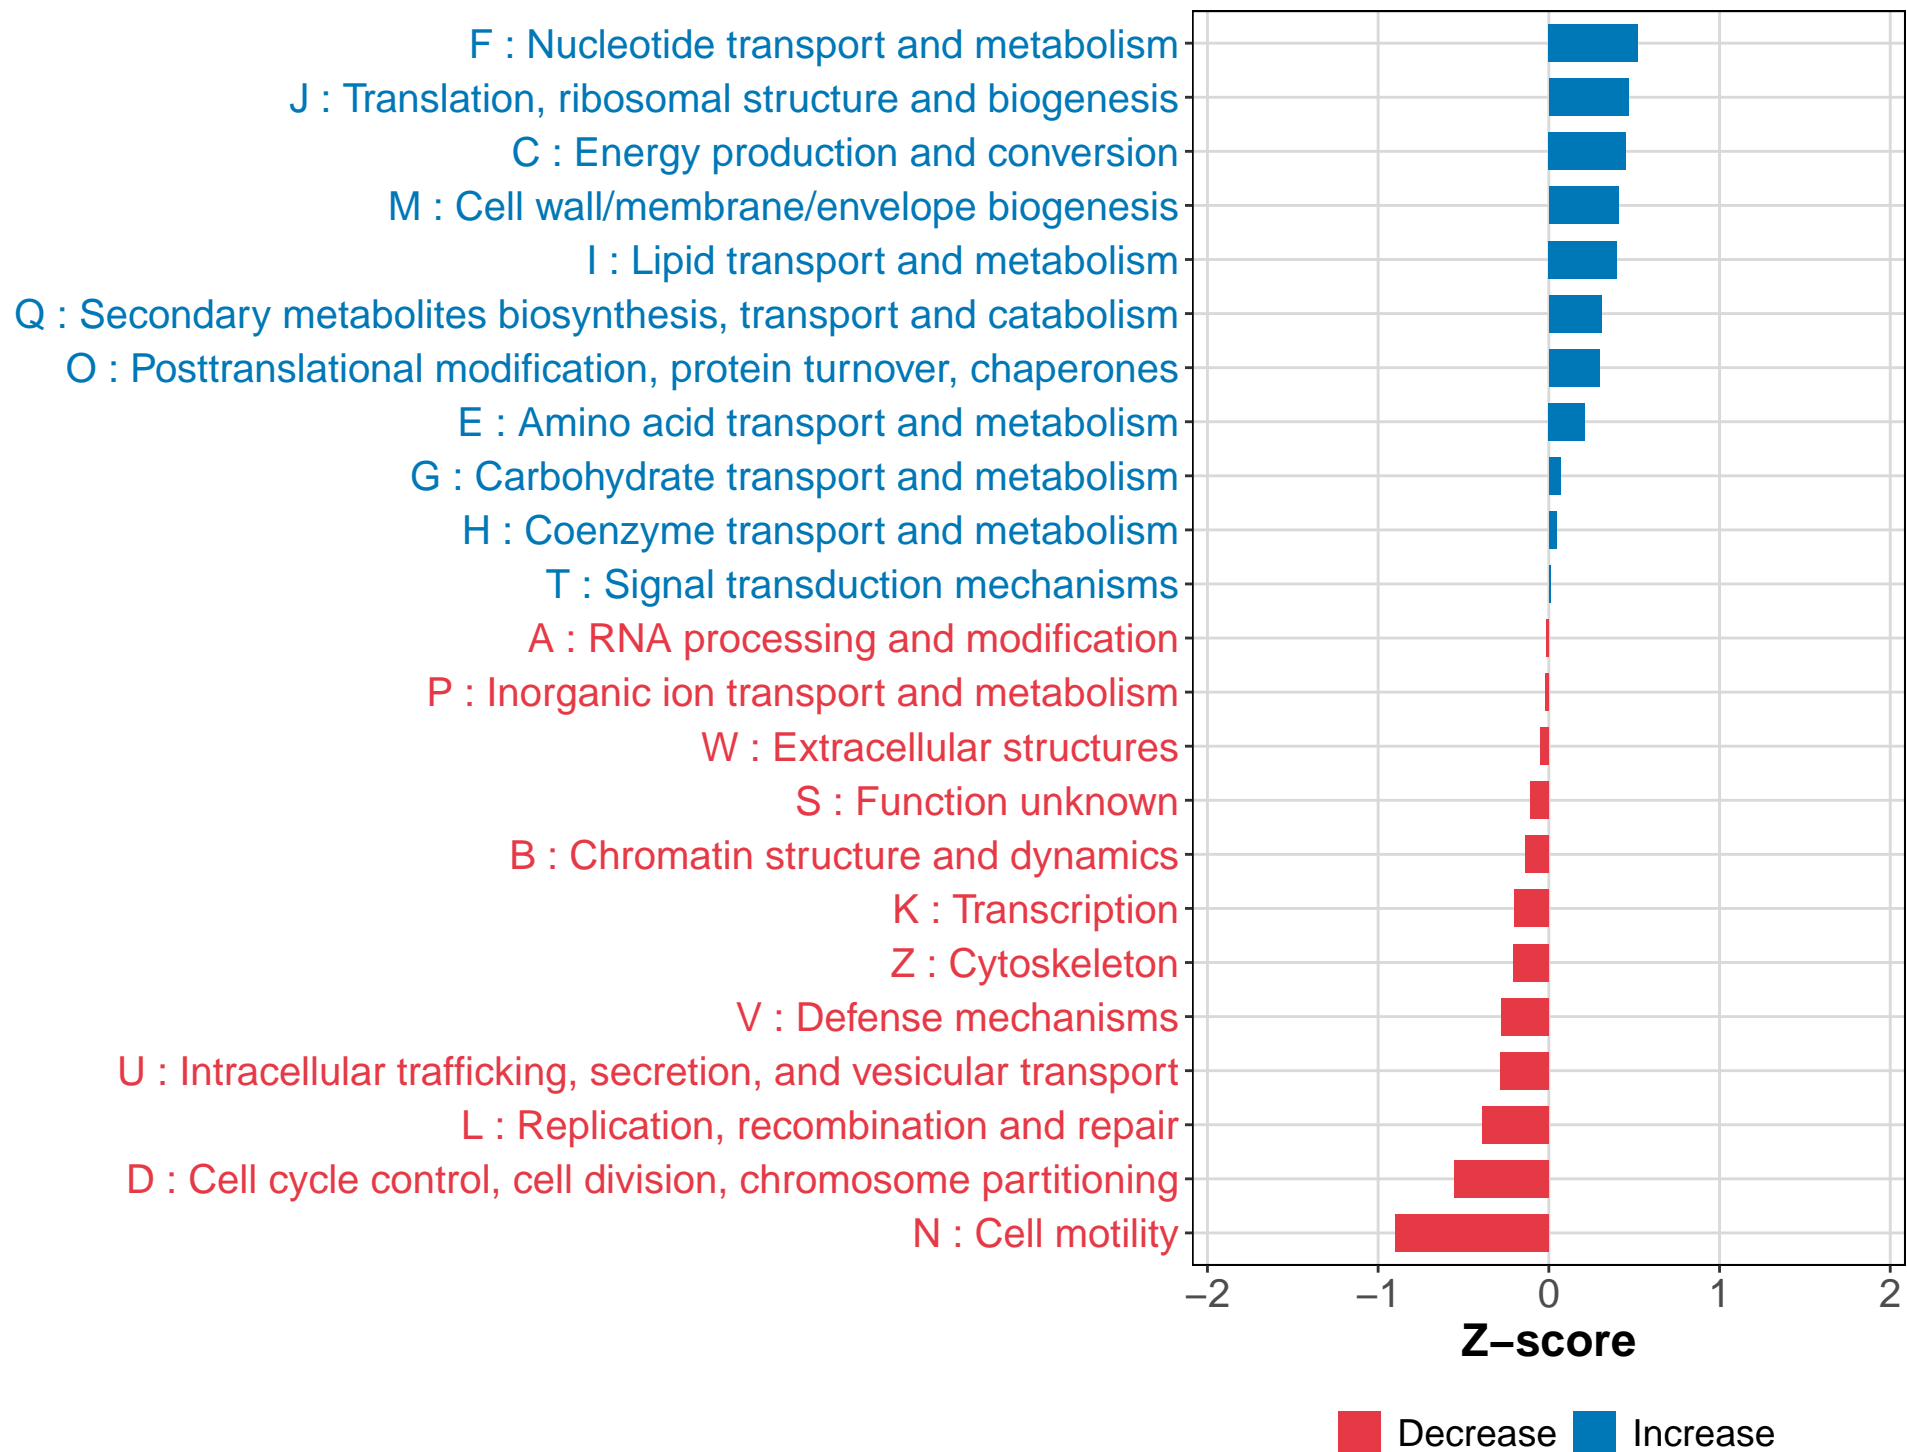 F : Nucleotide transport and metabolism
J : Translation, ribosomal structure and biogenesis
C : Energy production and conversion
M : Cell wall/membrane/envelope biogenesis
I : Lipid transport and metabolism
Q : Secondary metabolites biosynthesis, transport and catabolism
O : Posttranslational modification, protein turnover, chaperones
E : Amino acid transport and metabolism
G : Carbohydrate transport and metabolism
H : Coenzyme transport and metabolism
T : Signal transduction mechanisms
A : RNA processing and modification
P : Inorganic ion transport and metabolism
W : Extracellular structures
S : Function unknown
B : Chromatin structure and dynamics
K : Transcription
Z : Cytoskeleton
V : Defense mechanisms
U : Intracellular trafficking, secretion, and vesicular transport
L : Replication, recombination and repair
D : Cell cycle control, cell division, chromosome partitioning
N : Cell motility
−2 −1 0 1 2
Z−score
Decrease Increase